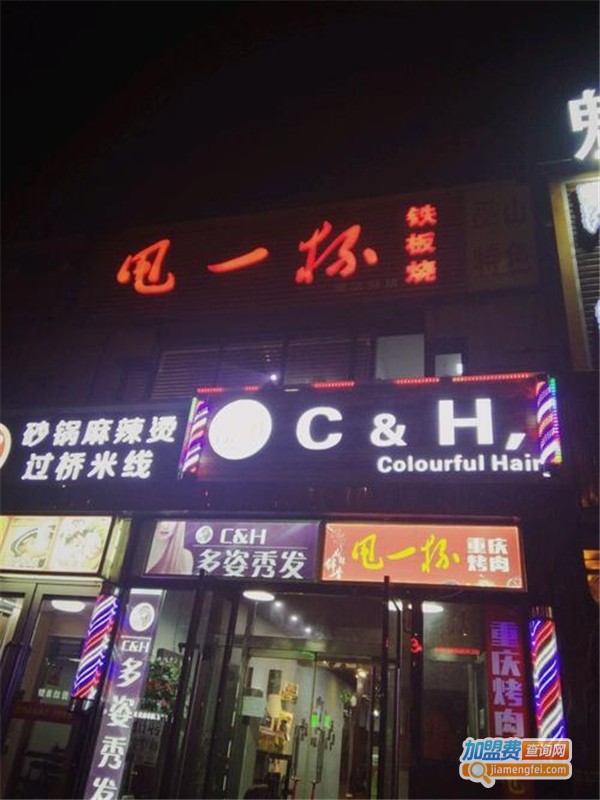 甩一杯
铁板烧
砂锅麻辣烫
过桥米线
C & H,
Colourful Hair
C&H
多姿秀发
甩一杯
重庆
烤肉
C&H
多姿秀发
重庆烤肉
加盟费查询网
jiamengfei.com